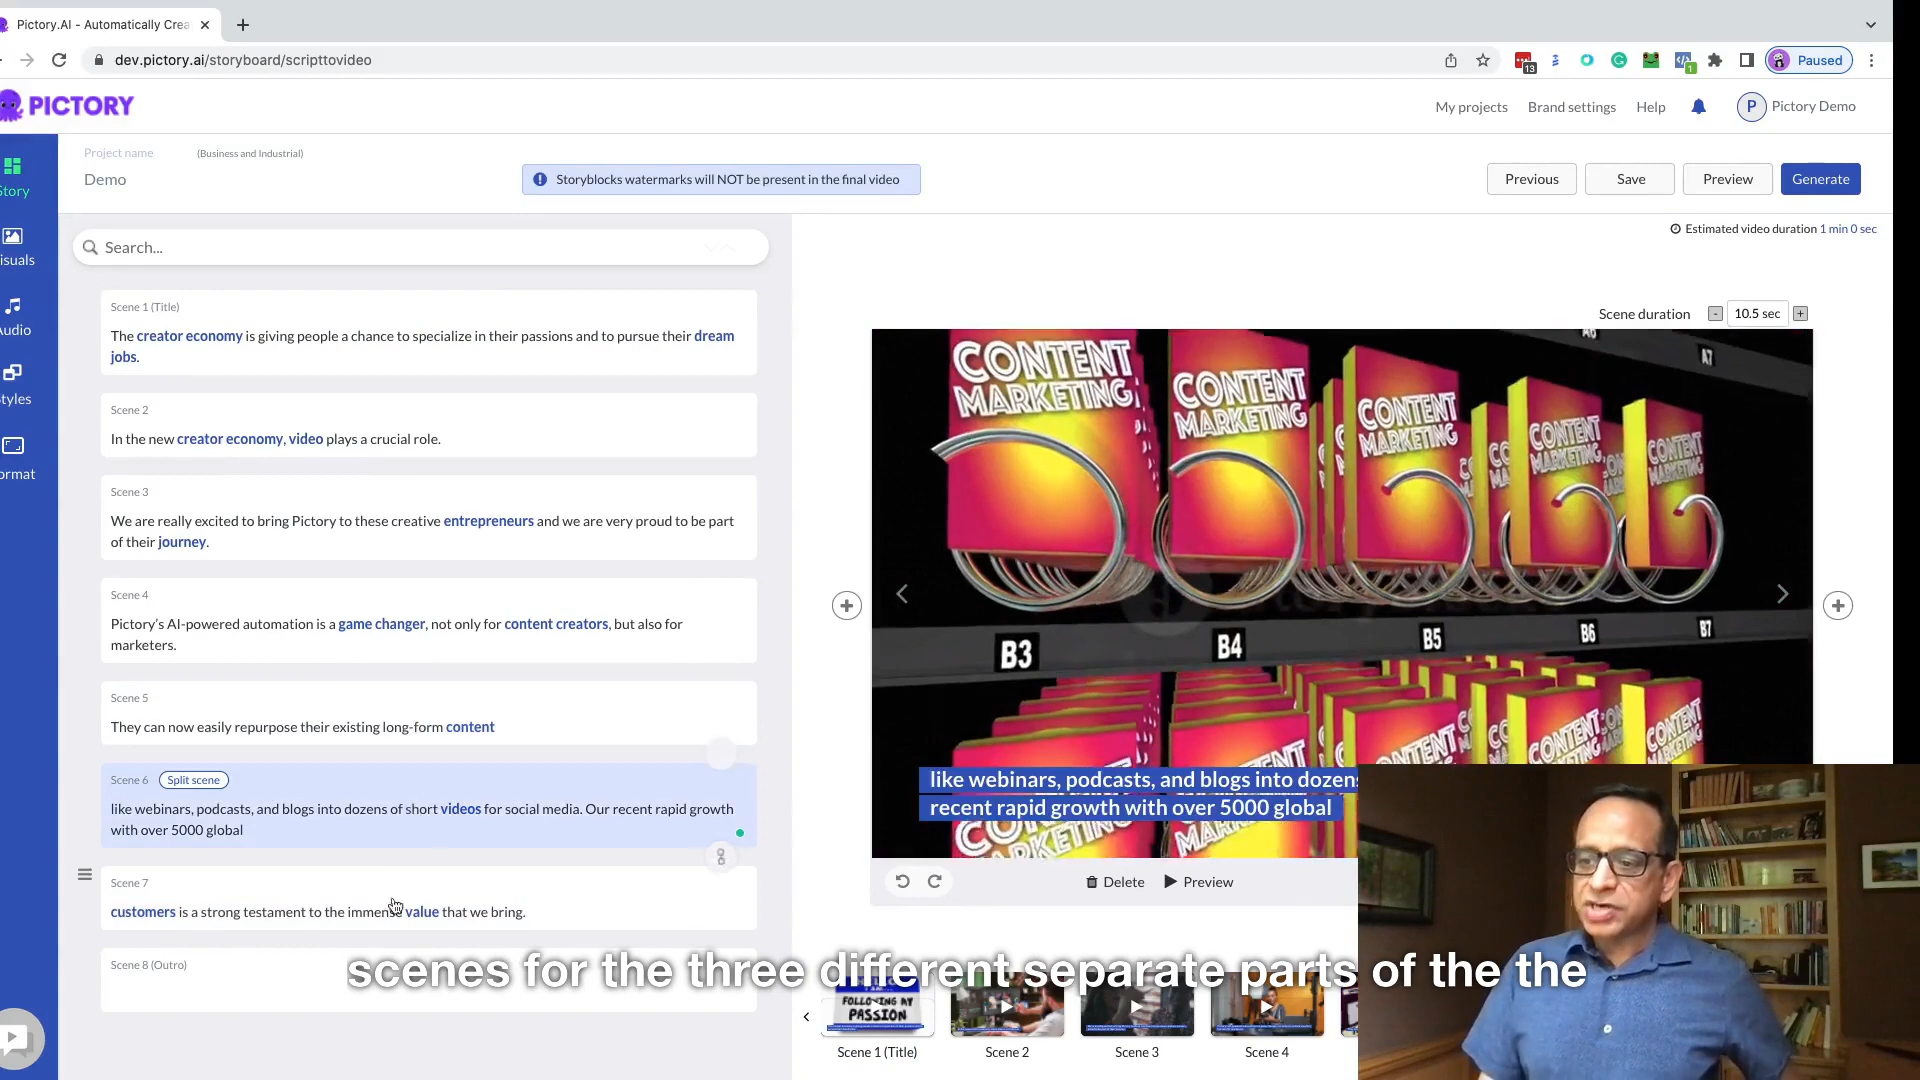 Pictory.AI - Automatically Crea
dev.pictory.ai/storyboard/scripttovideo
13
1
Paused
PICTORY
My projects
Brand settings
Help
P
Pictory Demo
Project name
(Business and Industrial)
Demo
Storyblocks watermarks will NOT be present in the final video
Previous
Save
Preview
Generate
Story
isuals
Audio
tyles
ormat
Search...
Estimated video duration 1 min 0 sec
Scene duration
-
10.5 sec
+
Scene 1 (Title)
The creator economy is giving people a chance to specialize in their passions and to pursue their dream
jobs.
Scene 2
In the new creator economy, video plays a crucial role.
Scene 3
We are really excited to bring Pictory to these creative entrepreneurs and we are very proud to be part
of their journey.
Scene 4
Pictory's AI-powered automation is a game changer, not only for content creators, but also for
marketers.
Scene 5
They can now easily repurpose their existing long-form content
Scene 6
Split scene
like webinars, podcasts, and blogs into dozens of short videos for social media. Our recent rapid growth
with over 5000 global
Scene 7
customers is a strong testament to the immense value that we bring.
Scene 8 (Outro)
A6
A7
CONTENT
MARKETING
CONTENT
MARKETING
CONTENT
MARKETING
CONTENT
MARKETING
CONTENT
MARKETING
B3
B4
B5
B6
B7
like webinars, podcasts, and blogs into dozens
recent rapid growth with over 5000 global
Delete
Preview
scenes for the three different separate parts of the the
FOLLOWING MY
PASSION
Scene 1 (Title)
Scene 2
Scene 3
Scene 4